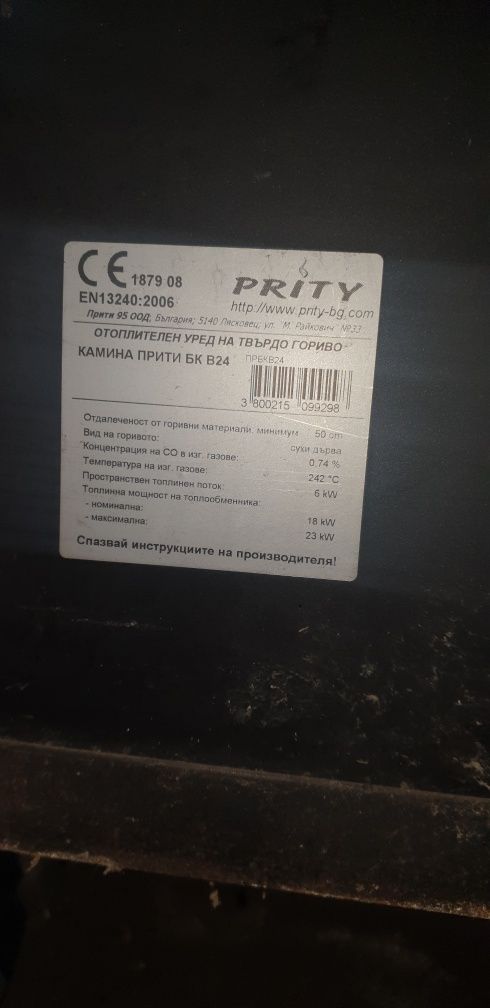 CE 1879 08
PRITY
EN13240:2006
http://www.prity-bg.com
Прити 95 ООД, България; 5140 Лясковец; ул. "М. Райкович" №33
ОТОПЛИТЕЛЕН УРЕД НА ТВЪРДО ГОРИВО
КАМИНА ПРИТИ БК В24
ПРБКВ24
3 800215 099298
Отдалеченост от горивни материали, минимум 50 cm
Вид на горивото: сухи дърва
Концентрация на CO в изг. газове: 0,74 %
Температура на изг. газове: 242 °C
Пространствен топлинен поток: 6 kW
Топлинна мощност на топлообменника:
- номинална: 18 kW
- максимална: 23 kW
Спазвай инструкциите на производителя!